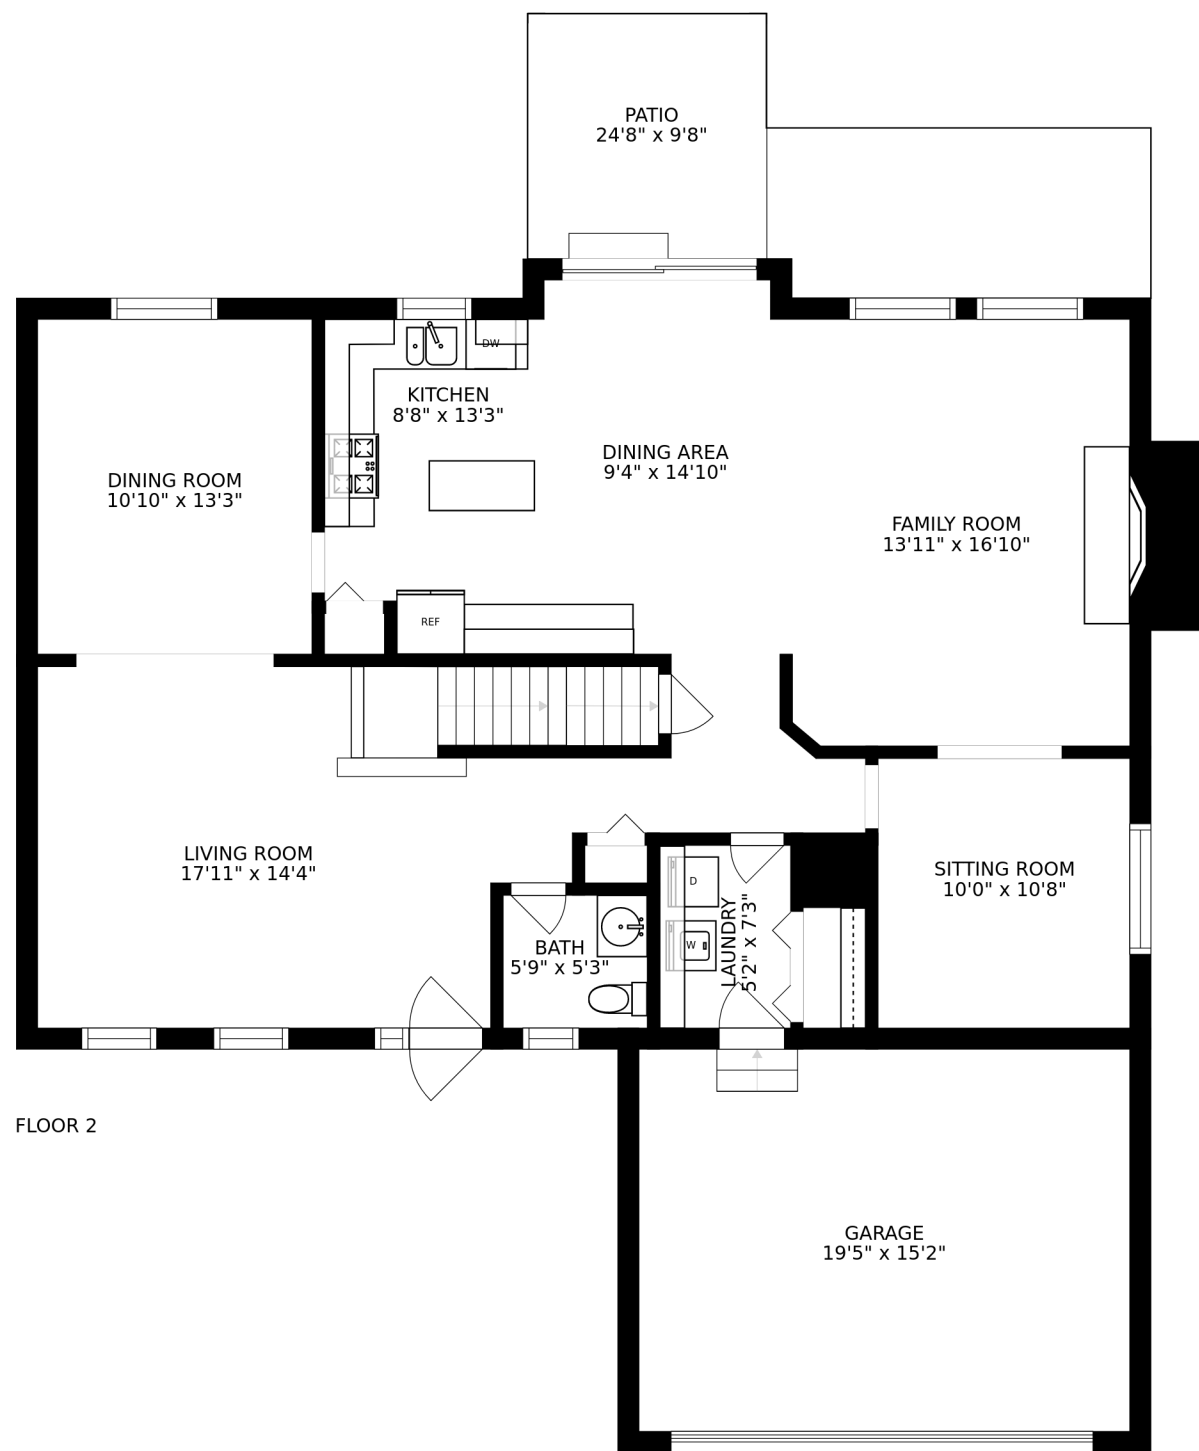 PATIO
24'8" x 9'8"
DW
KITCHEN
8'8" x 13'3"
DINING AREA
9'4" x 14'10"
DINING ROOM
10'10" x 13'3"
FAMILY ROOM
13'11" x 16'10"
REF
LIVING ROOM
17'11" x 14'4"
SITTING ROOM
10'0" x 10'8"
D
W
LAUNDRY
5'2" x 7'3"
BATH
5'9" x 5'3"
FLOOR 2
GARAGE
19'5" x 15'2"